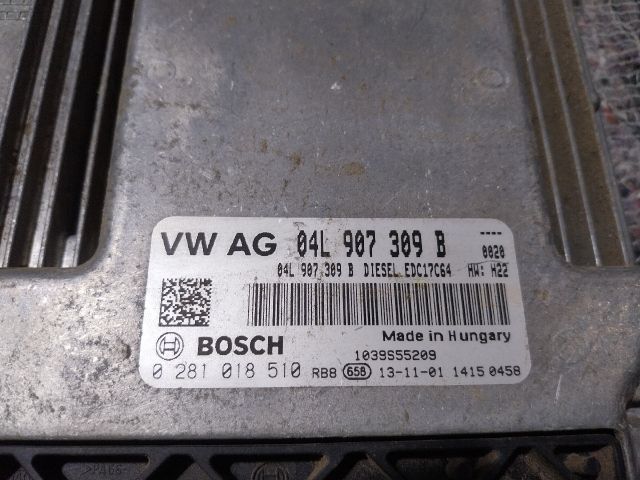 VW AG 04L 907 309 B ----
0020
04L 907 309 B DIESEL EDC17C64 HW: H22
Made in Hungary
BOSCH 1039S55209
0 281 018 510 RB8 658 13-11-01 1415 0458
>PA66-